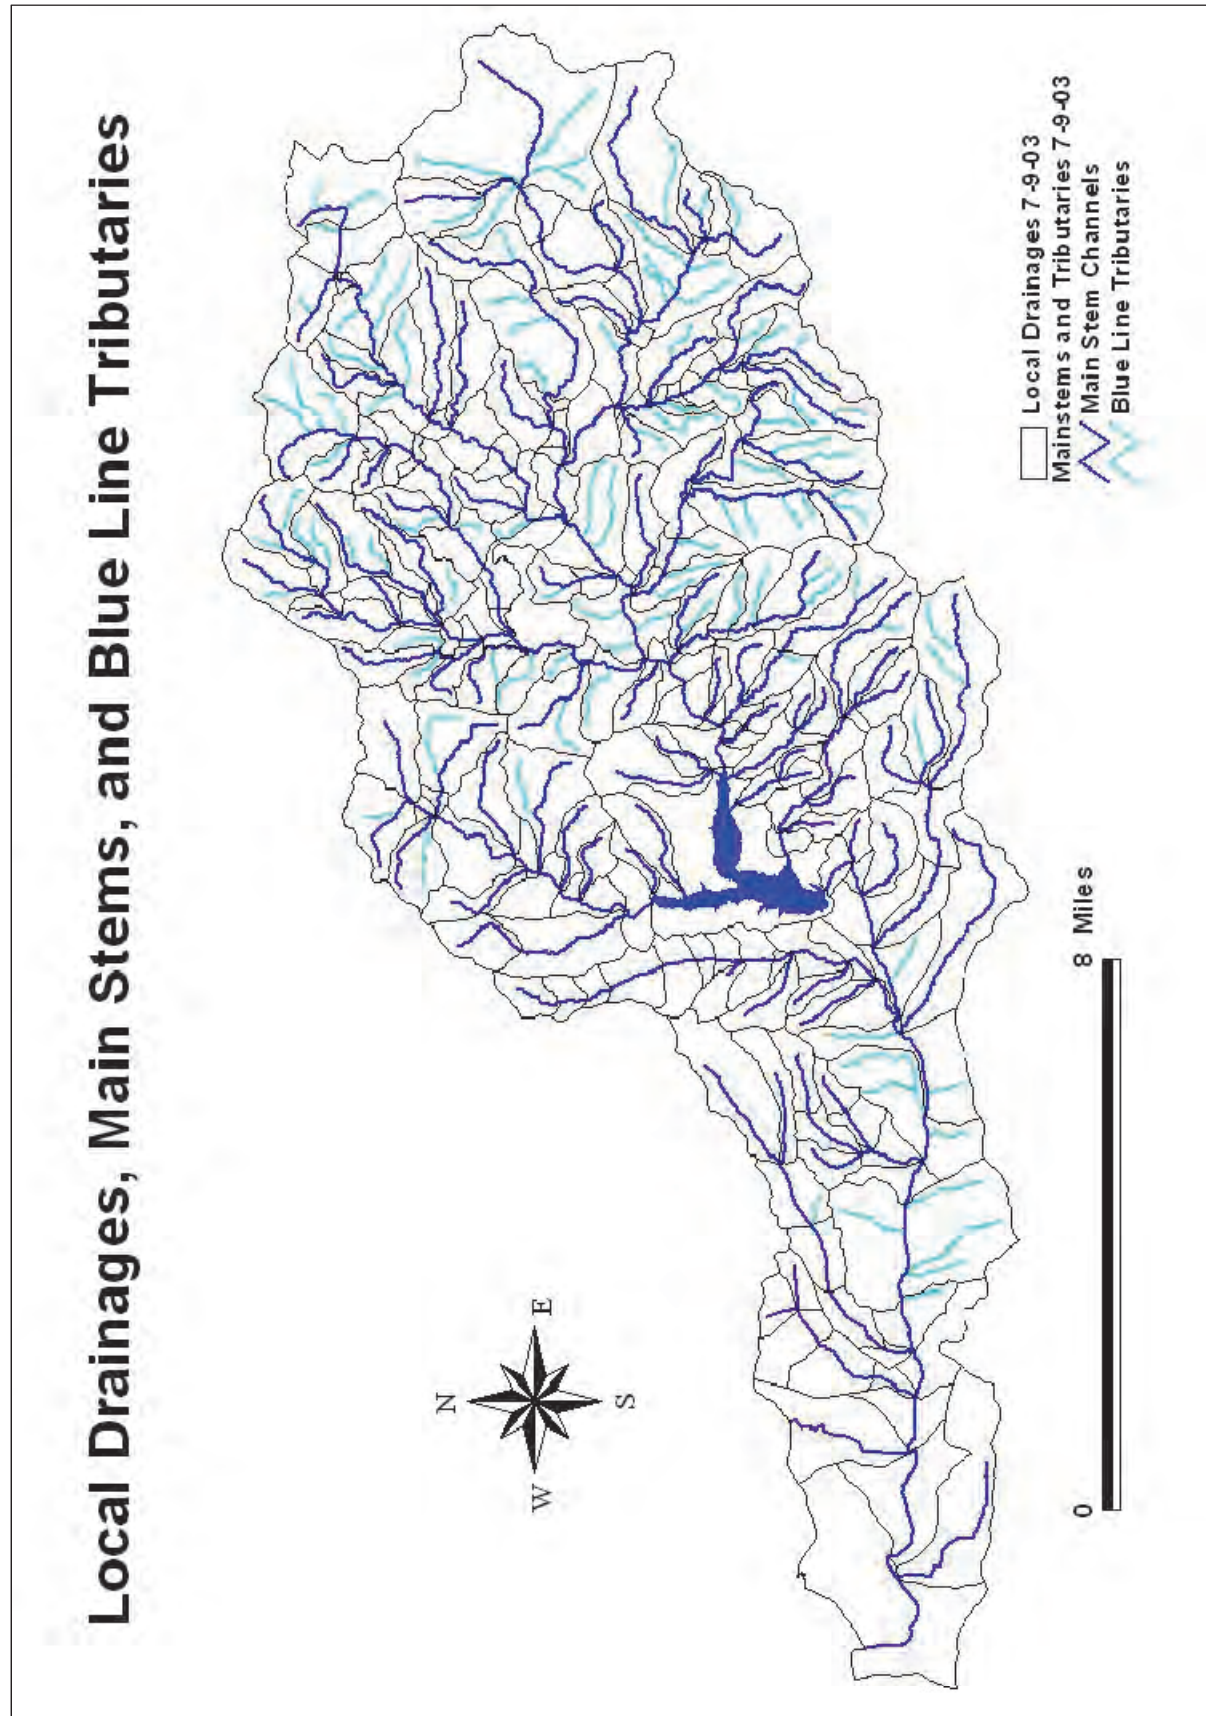 Local Drainages, Main Stems, and Blue Line Tributaries
N
W
E
S
0
8 Miles
Local Drainages 7-9-03
Mainstems and Tributaries 7-9-03
Main Stem Channels
Blue Line Tributaries